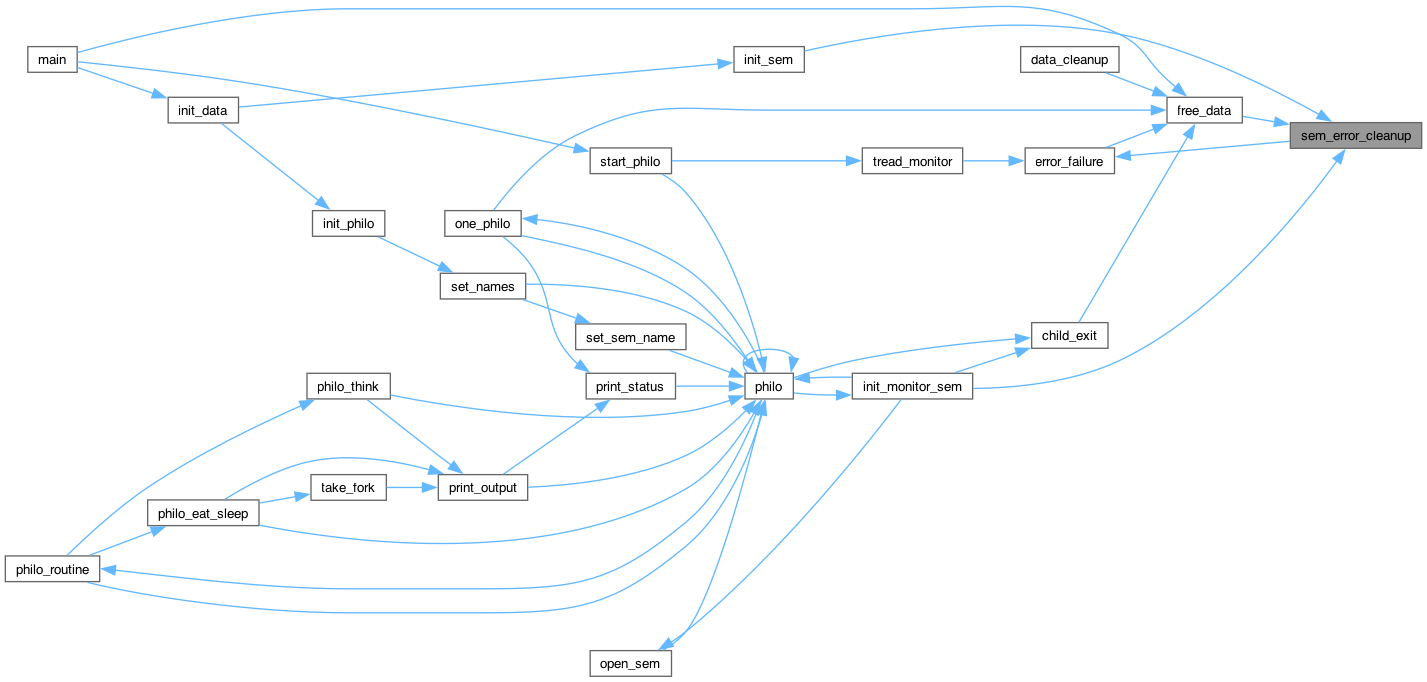 main
init_sem
data_cleanup
init_data
free_data
sem_error_cleanup
start_philo
tread_monitor
error_failure
init_philo
one_philo
set_names
set_sem_name
child_exit
philo_think
print_status
philo
init_monitor_sem
take_fork
print_output
philo_eat_sleep
philo_routine
open_sem